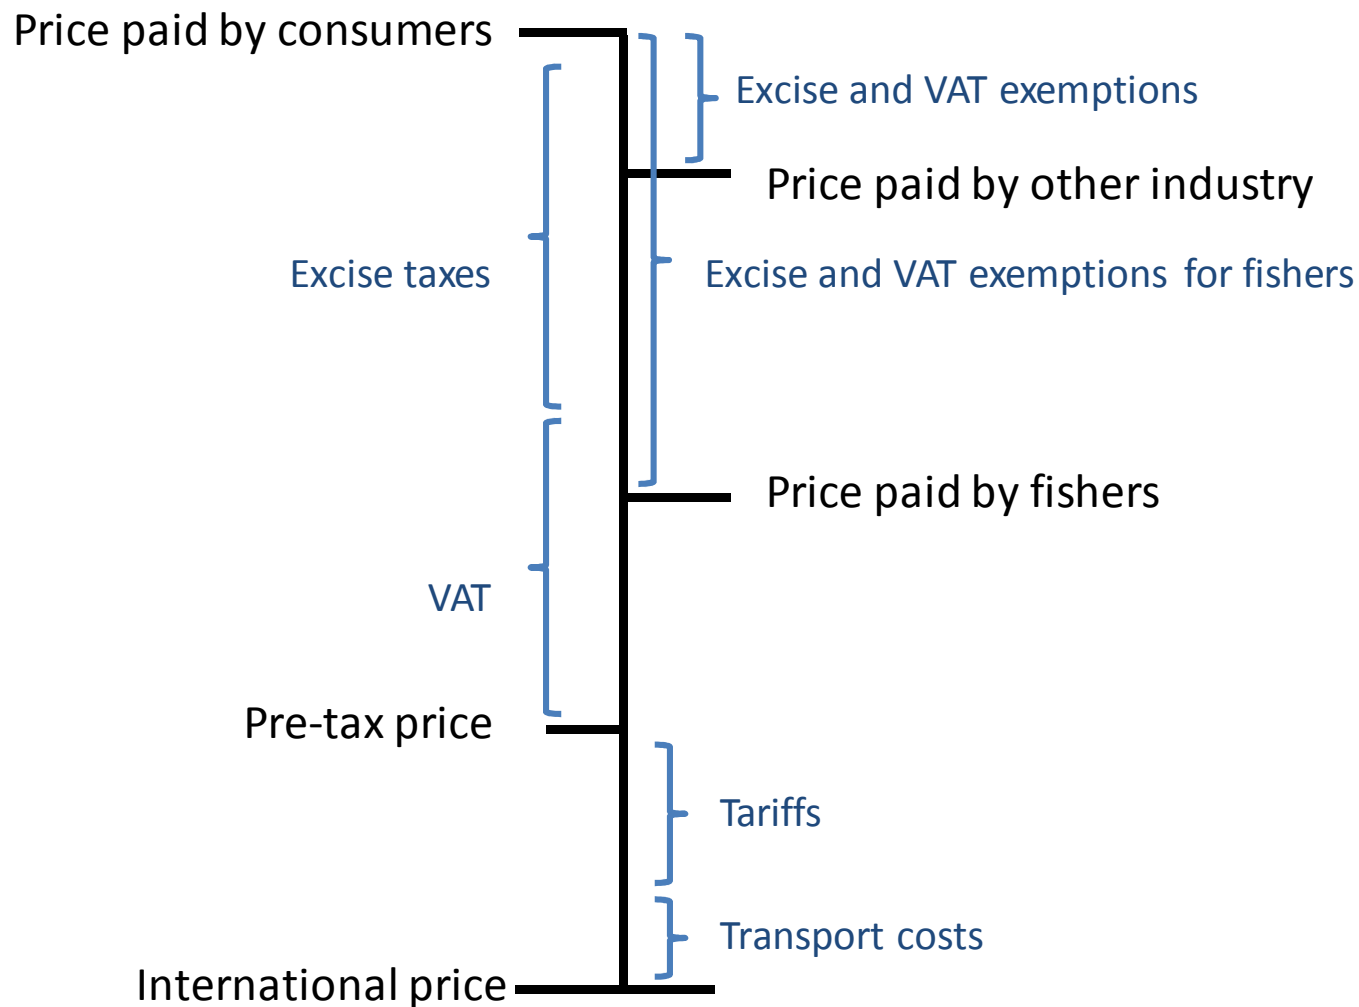 Price paid by consumers
Excise and VAT exemptions
Price paid by other industry
Excise taxes
Excise and VAT exemptions for fishers
Price paid by fishers
VAT
Pre-tax price
Tariffs
Transport costs
International price